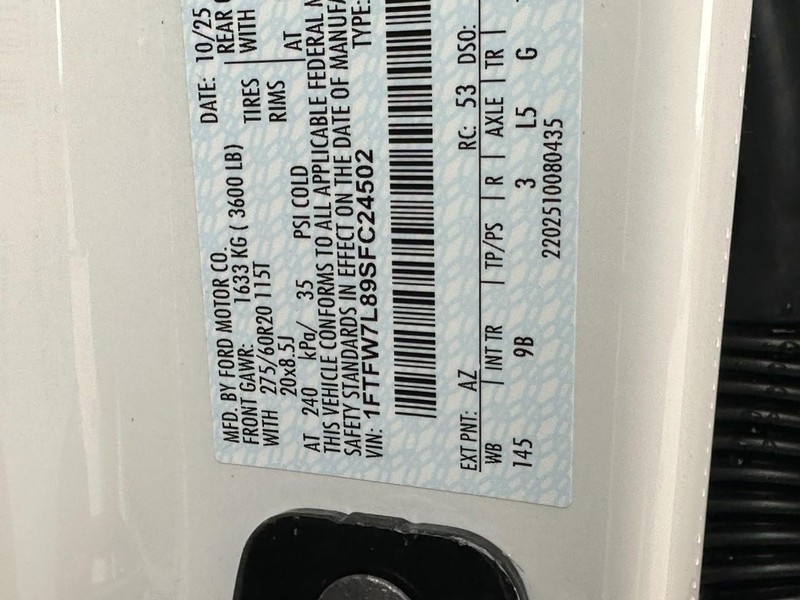 MFD. BY FORD MOTOR CO.
DATE: 10/25
FRONT GAWR: 1633 KG ( 3600 LB)
REAR
WITH 275/60R20 115T TIRES WITH
20x8.5J RIMS
AT 240 kPa/ 35 PSI COLD AT
THIS VEHICLE CONFORMS TO ALL APPLICABLE FEDERAL
SAFETY STANDARDS IN EFFECT ON THE DATE OF
VIN: 1FTFW7L89SFC24502 TYPE:
EXT PNT: AZ RC: 53 DSO:
WB | INT TR | TP/PS | R | AXLE | TR |
145 9B 3 L5 G
2202510080435